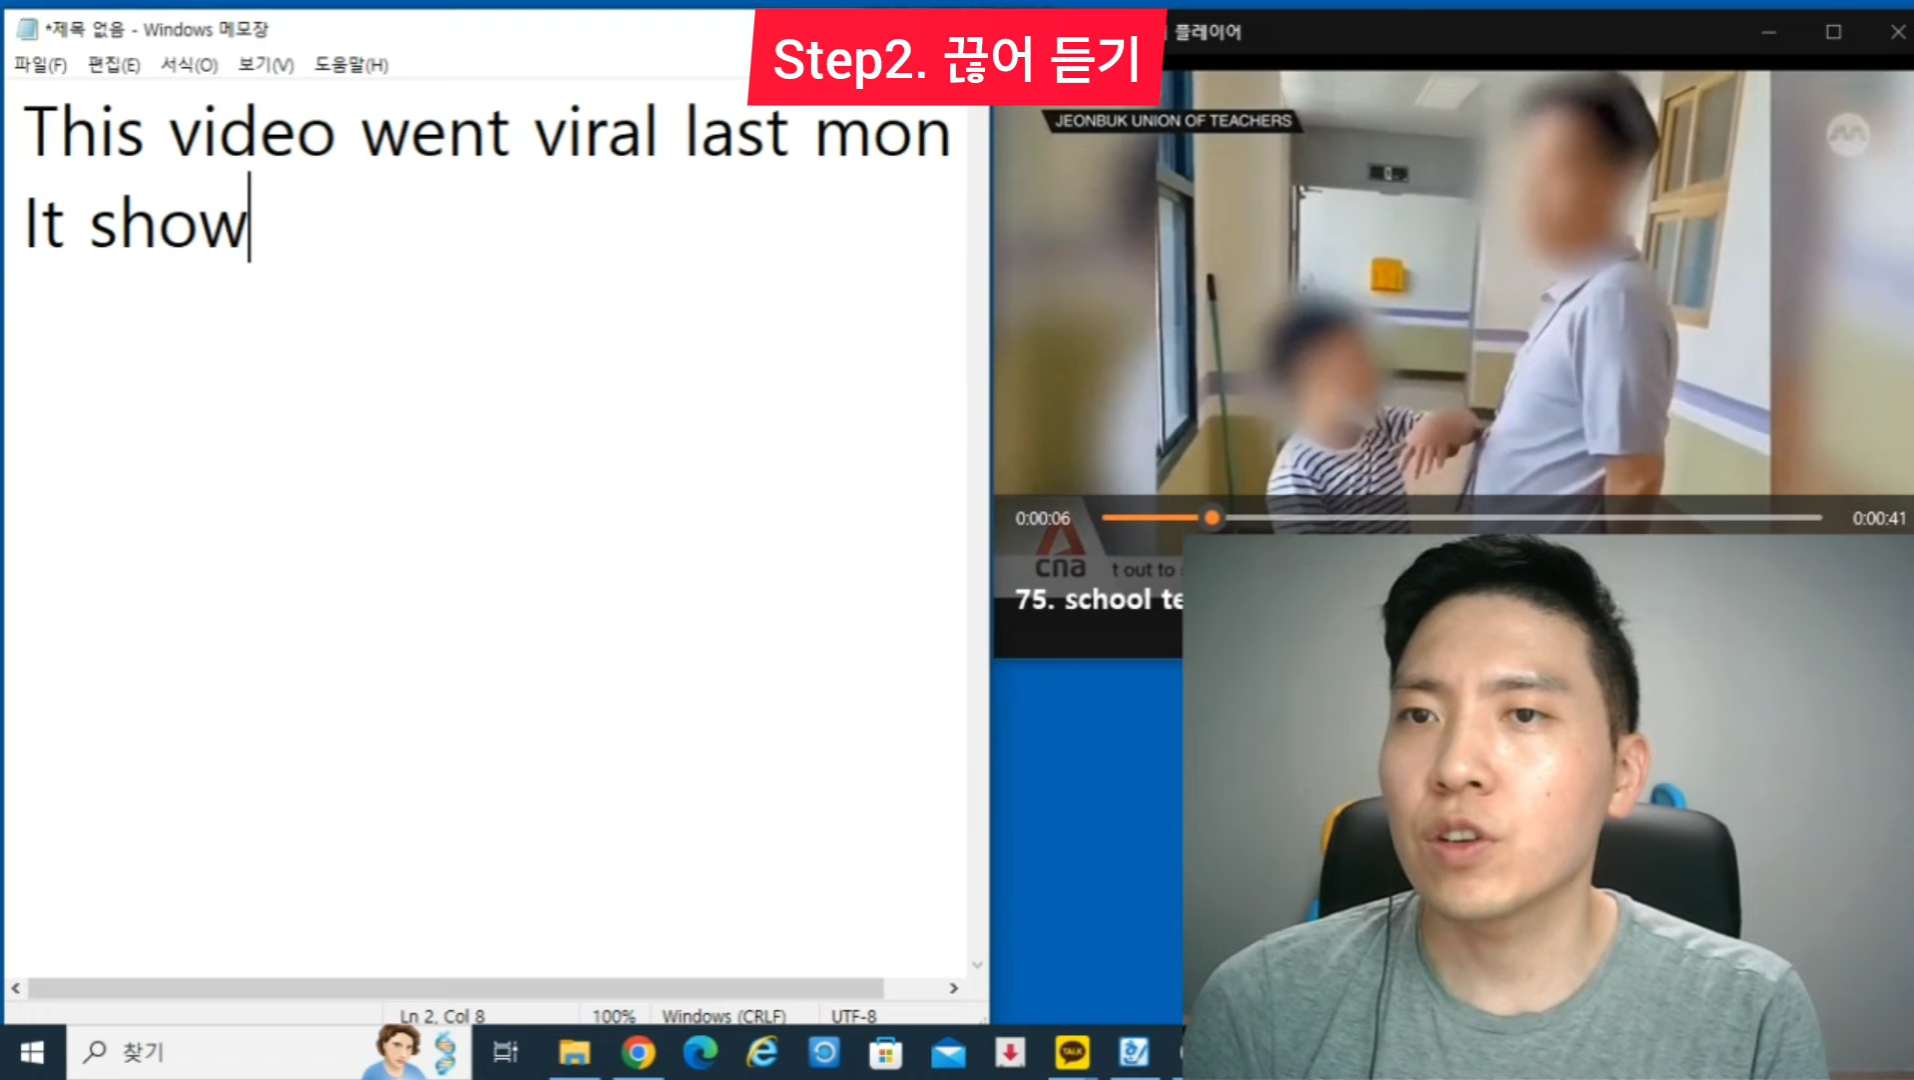 *제목 없음 - Windows 메모장
파일(F) 편집(E) 서식(O) 보기(V) 도움말(H)
Step2. 끊어 듣기
플레이어
This video went viral last mon
It show
JEONBUK UNION OF TEACHERS
0:00:06
0:00:41
cna
t out to
75. school te
Ln 2, Col 8
100%
Windows (CRLF)
UTF-8
찾기
TALK